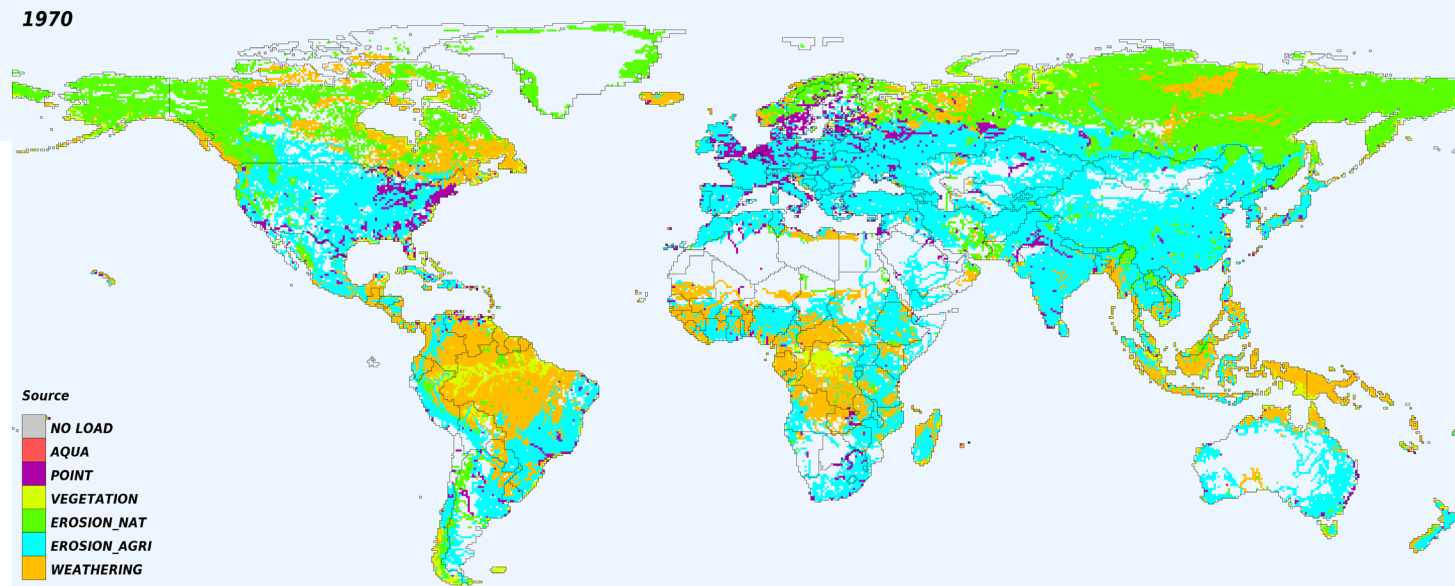 1970
Source
NO LOAD
AQUA
POINT
VEGETATION
EROSION_NAT
EROSION_AGRI
WEATHERING